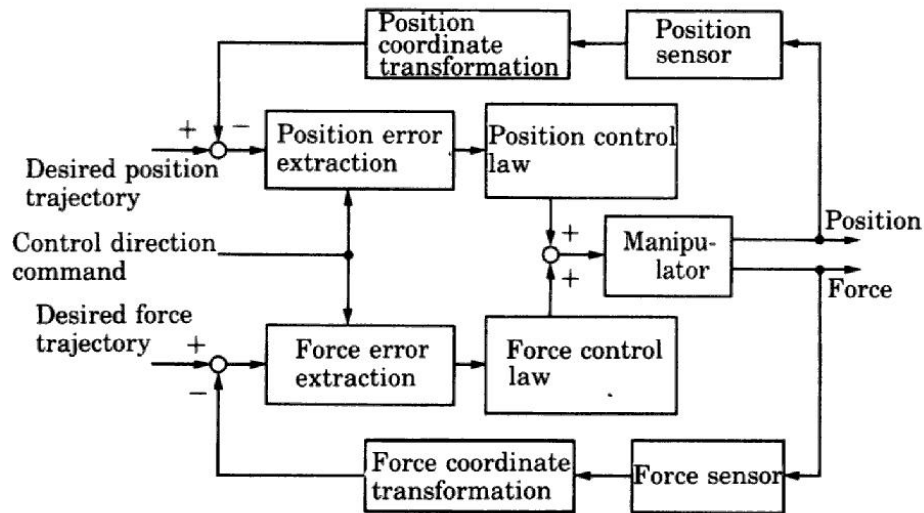 Position
coordinate
transformation
Position
sensor
+
−
Position error
extraction
Position control
law
Desired position
trajectory
Control direction
command
+
+
Manipu-
lator
Position
Force
Desired force
trajectory
+
−
Force error
extraction
Force control
law
Force coordinate
transformation
Force sensor